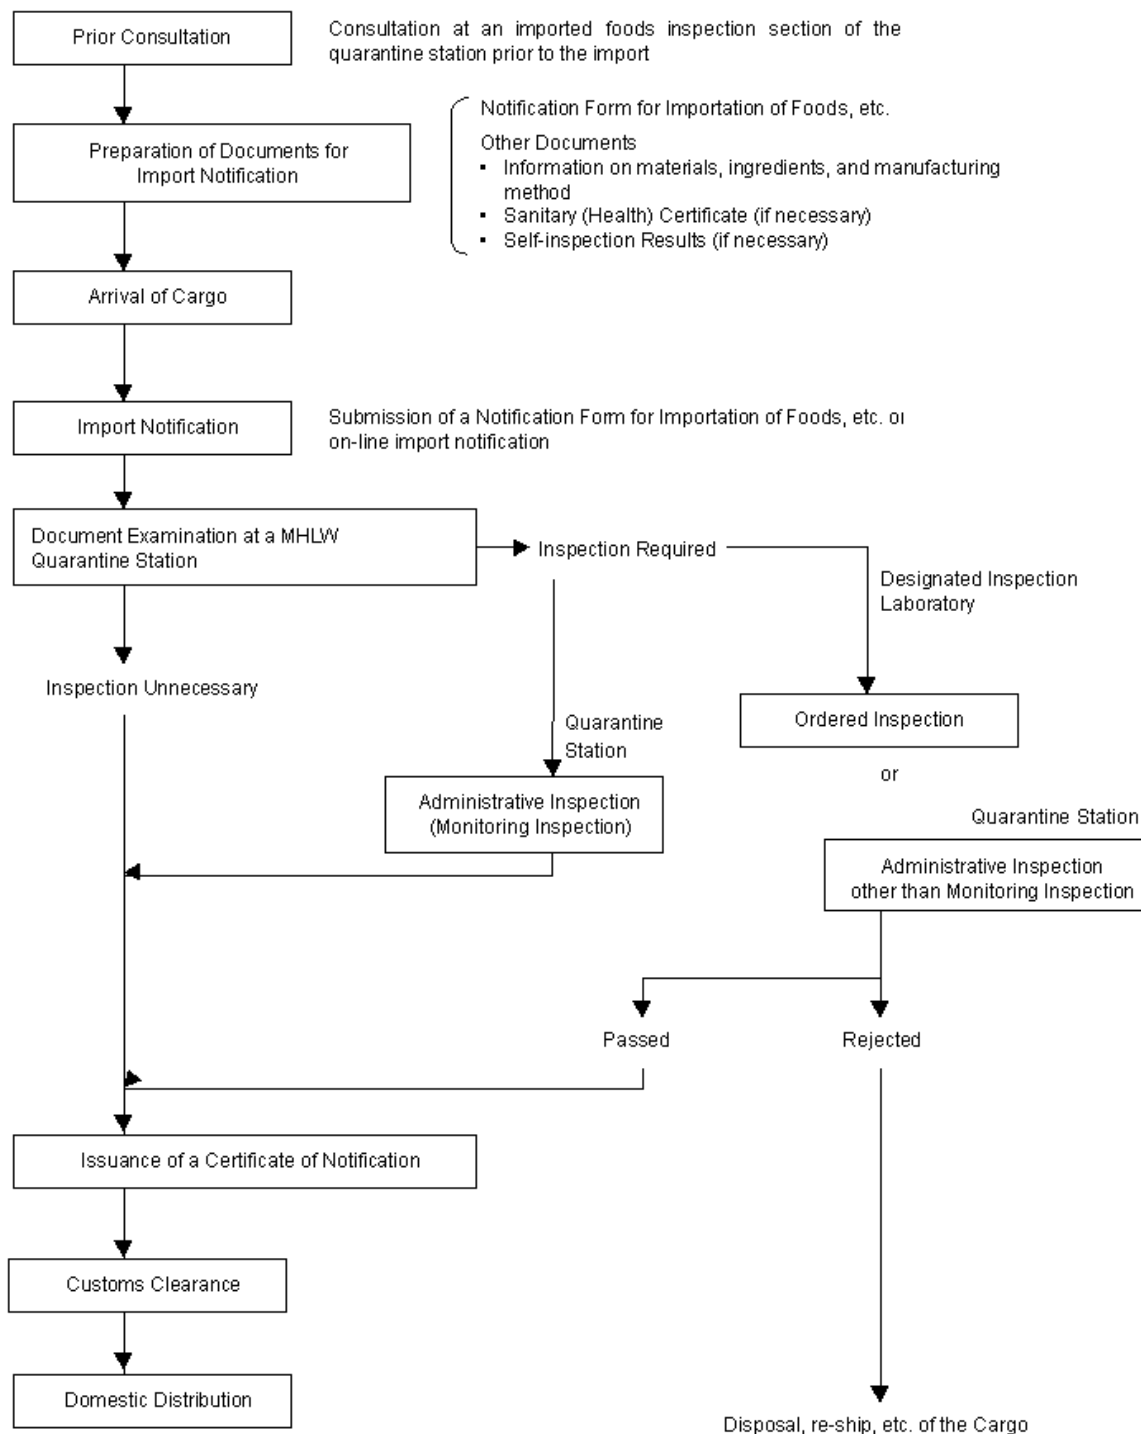 Prior Consultation
Consultation at an imported foods inspection section of the
quarantine station prior to the import
Notification Form for Importation of Foods, etc.
Preparation of Documents for
Import Notification
Other Documents
▪ Information on materials, ingredients, and manufacturing
method
▪ Sanitary (Health) Certificate (if necessary)
▪ Self-inspection Results (if necessary)
Arrival of Cargo
Import Notification
Submission of a Notification Form for Importation of Foods, etc. or
on-line import notification
Document Examination at a MHLW
Quarantine Station
Inspection Required
Designated Inspection
Laboratory
Inspection Unnecessary
Quarantine
Station
Ordered Inspection
or
Administrative Inspection
(Monitoring Inspection)
Quarantine Station
Administrative Inspection
other than Monitoring Inspection
Passed
Rejected
Issuance of a Certificate of Notification
Customs Clearance
Domestic Distribution
Disposal, re-ship, etc. of the Cargo